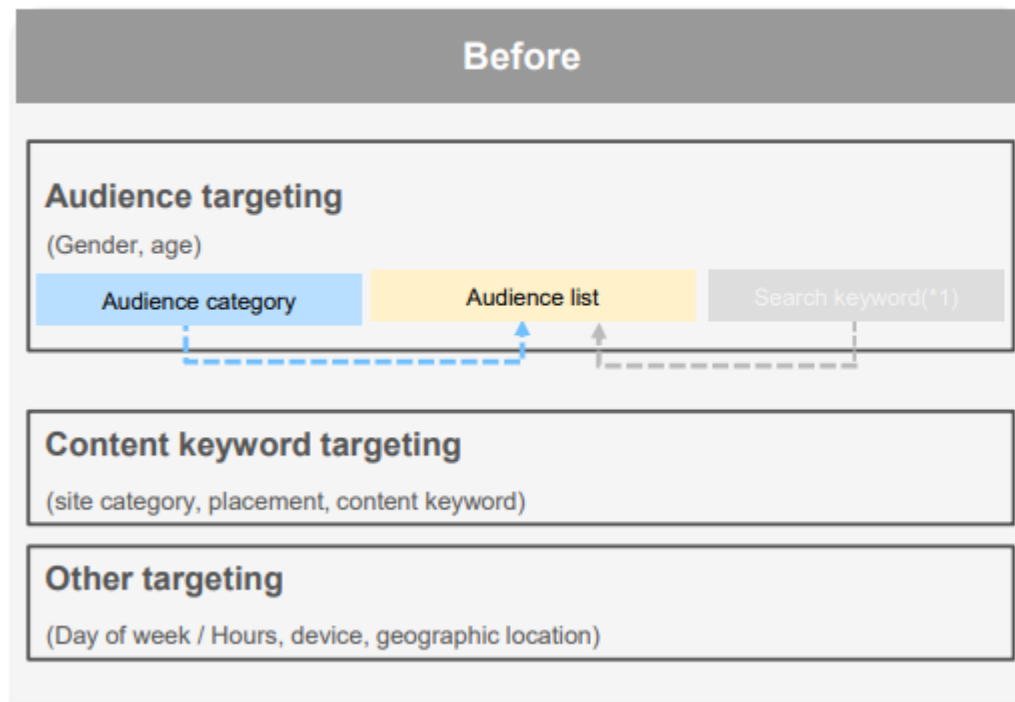 Before
Audience targeting
(Gender, age)
Audience category
Audience list
Search keyword(*1)
Content keyword targeting
(site category, placement, content keyword)
Other targeting
(Day of week / Hours, device, geographic location)